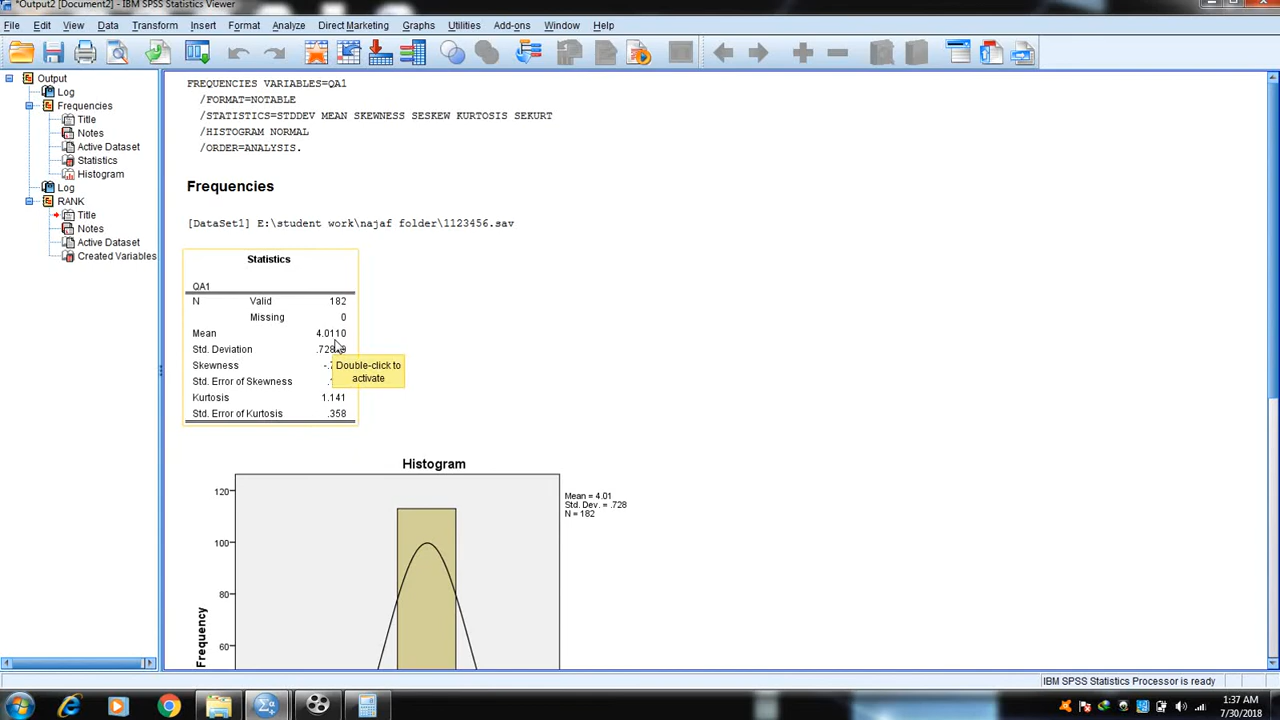 *Output2 [Document2] - IBM SPSS Statistics Viewer
File Edit View Data Transform Insert Format Analyze Direct Marketing Graphs Utilities Add-ons Window Help
Output
Log
Frequencies
Title
Notes
Active Dataset
Statistics
Histogram
Log
RANK
Title
Notes
Active Dataset
Created Variables
FREQUENCIES VARIABLES=QA1
/FORMAT=NOTABLE
/STATISTICS=STDDEV MEAN SKEWNESS SESKEW KURTOSIS SEKURT
/HISTOGRAM NORMAL
/ORDER=ANALYSIS.
Frequencies
[DataSet1] E:\student work\najaf folder\1123456.sav
Statistics
QA1
N Valid 182
Missing 0
Mean 4.0110
Std. Deviation
Skewness
Std. Error of Skewness
Kurtosis 1.141
Std. Error of Kurtosis .358
Double-click to
activate
Histogram
120
100
80
60
Frequency
Mean = 4.01
Std. Dev. = .728
N = 182
IBM SPSS Statistics Processor is ready
1:37 AM
7/30/2018